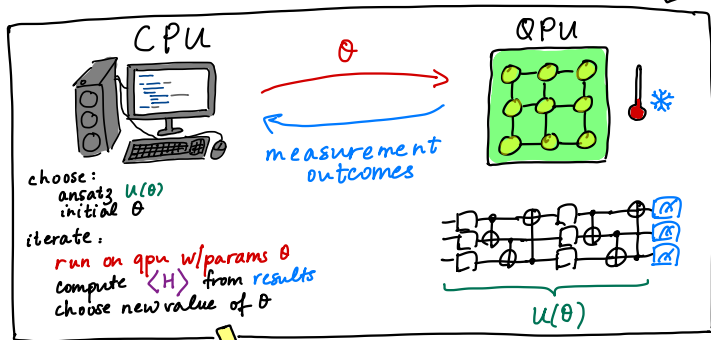 CPU
QPU
θ
measurement
outcomes
choose:
ansatz U(θ)
initial θ
iterate:
run on qpu w/params θ
compute ⟨H⟩ from results
choose new value of θ
U(θ)